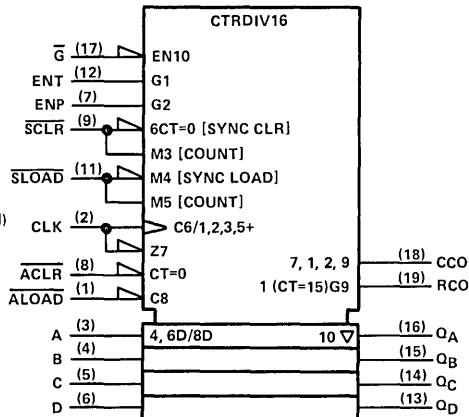 CTRDIV16
G (17) EN10
ENT (12) G1
ENP (7) G2
SCLR (9) 6CT=0 [SYNC CLR]
M3 [COUNT]
SLOAD (11) M4 [SYNC LOAD]
M5 [COUNT]
CLK (2) C6/1,2,3,5+
Z7
7, 1, 2, 9 (18) CCO
ACLR (8) CT=0
1 (CT=15)G9 (19) RCO
ALOAD (1) C8
A (3) 4, 6D/8D 10 ▽ (16) QA
B (4) (15) QB
C (5) (14) QC
D (6) (13) QD